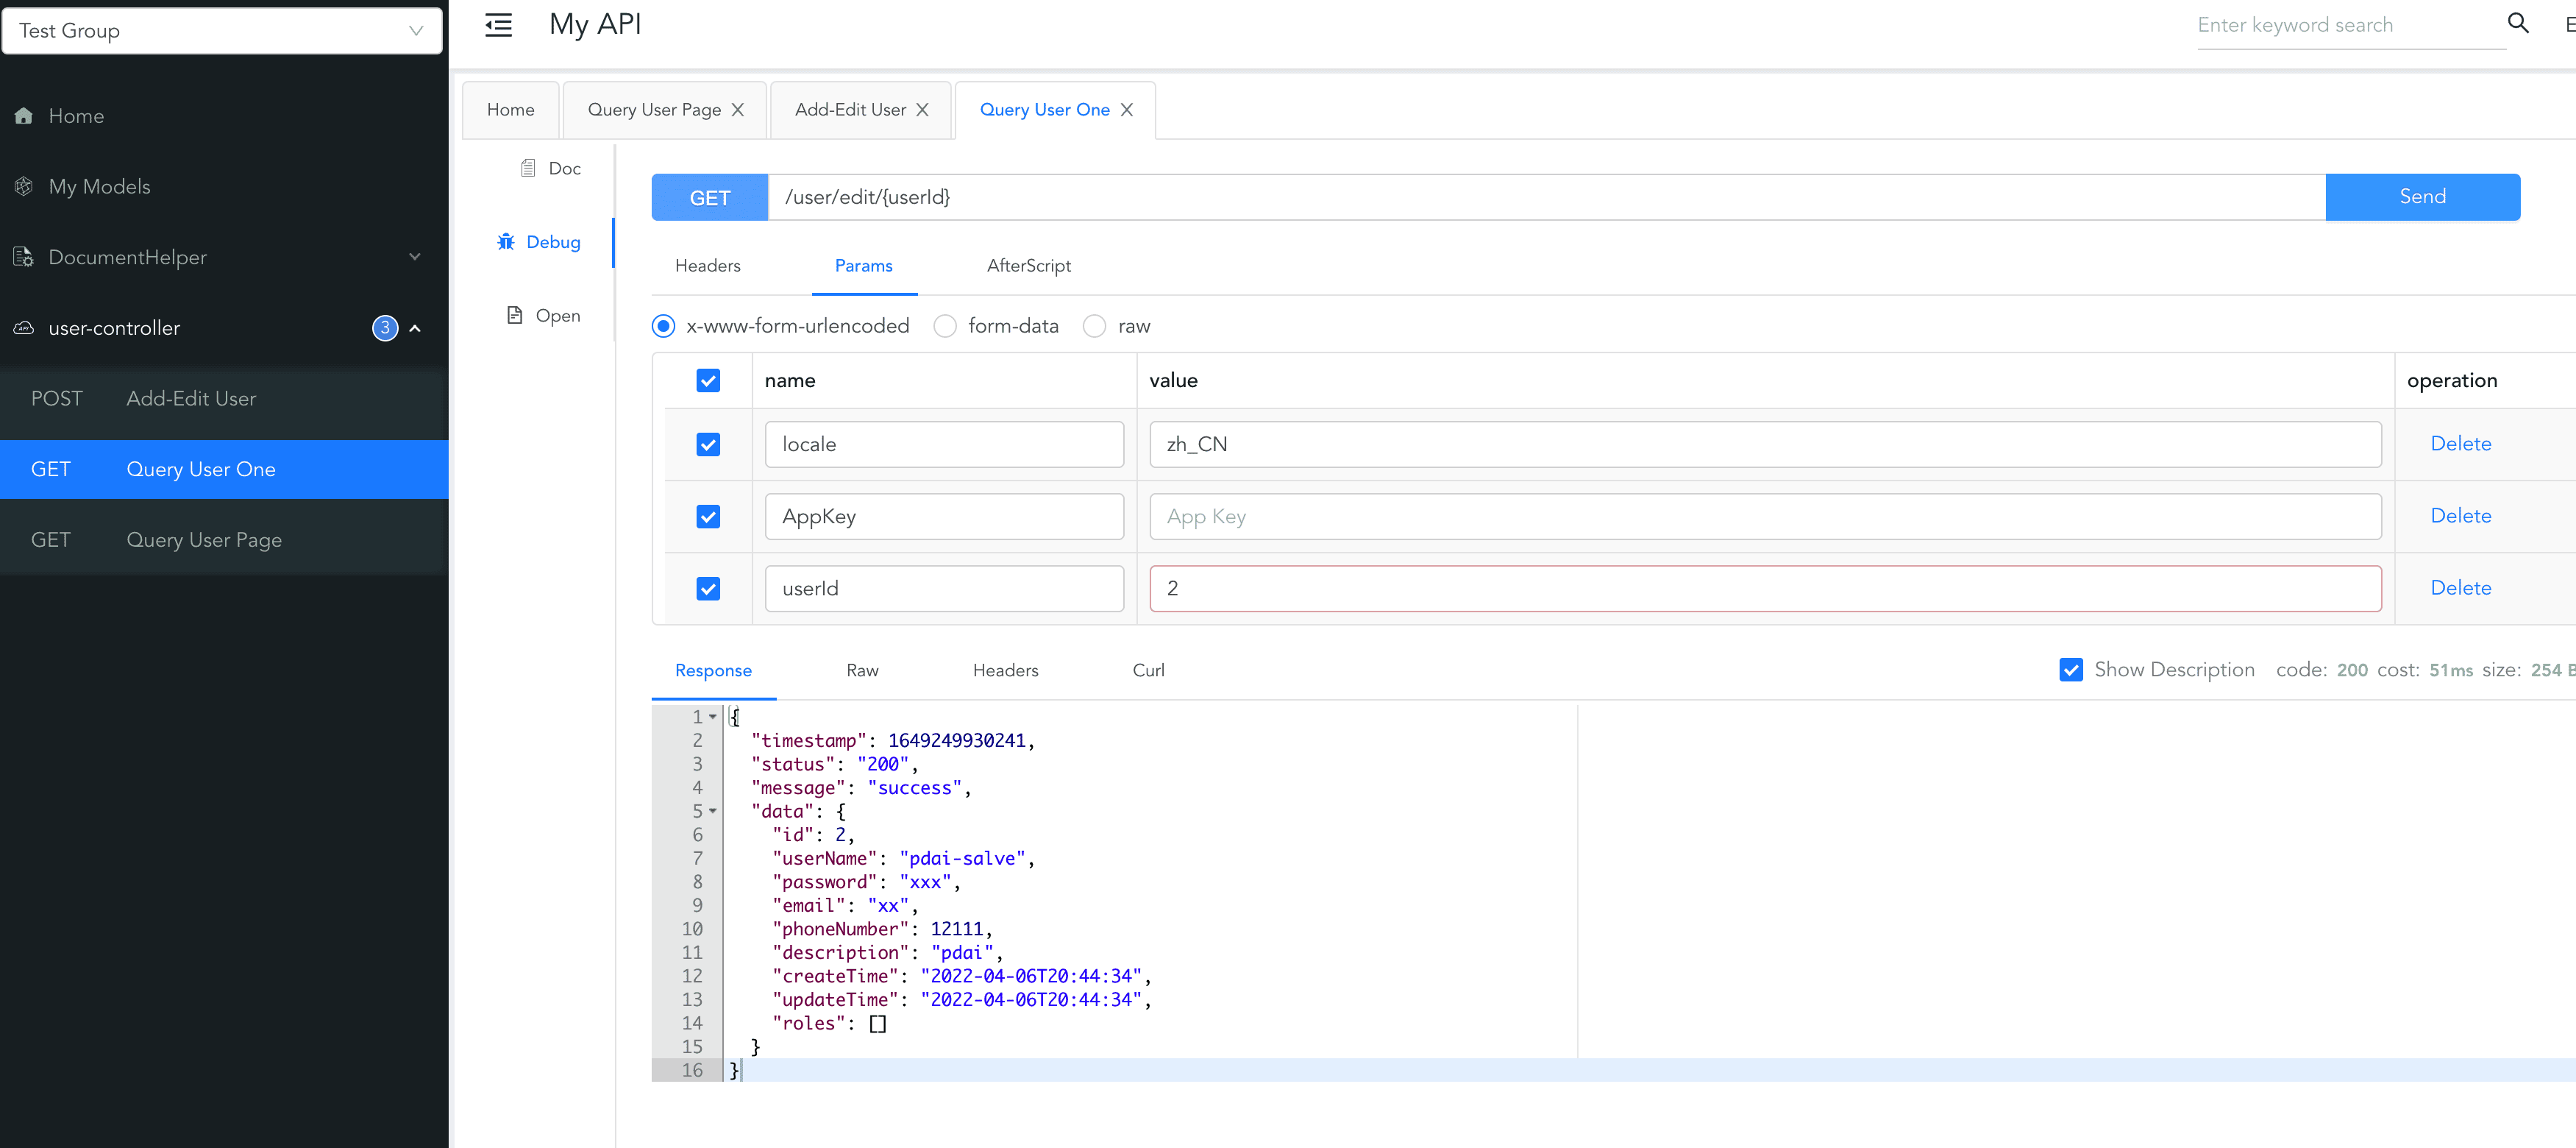 Test Group
Home
My Models
DocumentHelper
user-controller 3
POST Add-Edit User
GET Query User One
GET Query User Page
My API
Enter keyword search
Home
Query User Page
Add-Edit User
Query User One
Doc
Debug
Open
GET /user/edit/{userId} Send
Headers Params AfterScript
x-www-form-urlencoded form-data raw
name value operation
locale zh_CN Delete
AppKey App Key Delete
userId 2 Delete
Response Raw Headers Curl Show Description code: 200 cost: 51ms size: 254 B
1 {
2 "timestamp": 1649249930241,
3 "status": "200",
4 "message": "success",
5 "data": {
6 "id": 2,
7 "userName": "pdai-salve",
8 "password": "xxx",
9 "email": "xx",
10 "phoneNumber": 12111,
11 "description": "pdai",
12 "createTime": "2022-04-06T20:44:34",
13 "updateTime": "2022-04-06T20:44:34",
14 "roles": []
15 }
16 }